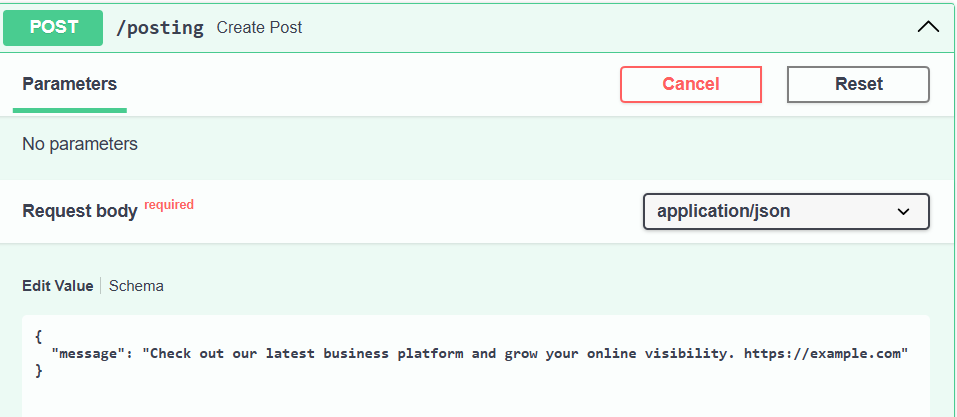 POST /posting Create Post
Parameters Cancel Reset
No parameters
Request body required application/json
Edit Value Schema
{
"message": "Check out our latest business platform and grow your online visibility. https://example.com"
}